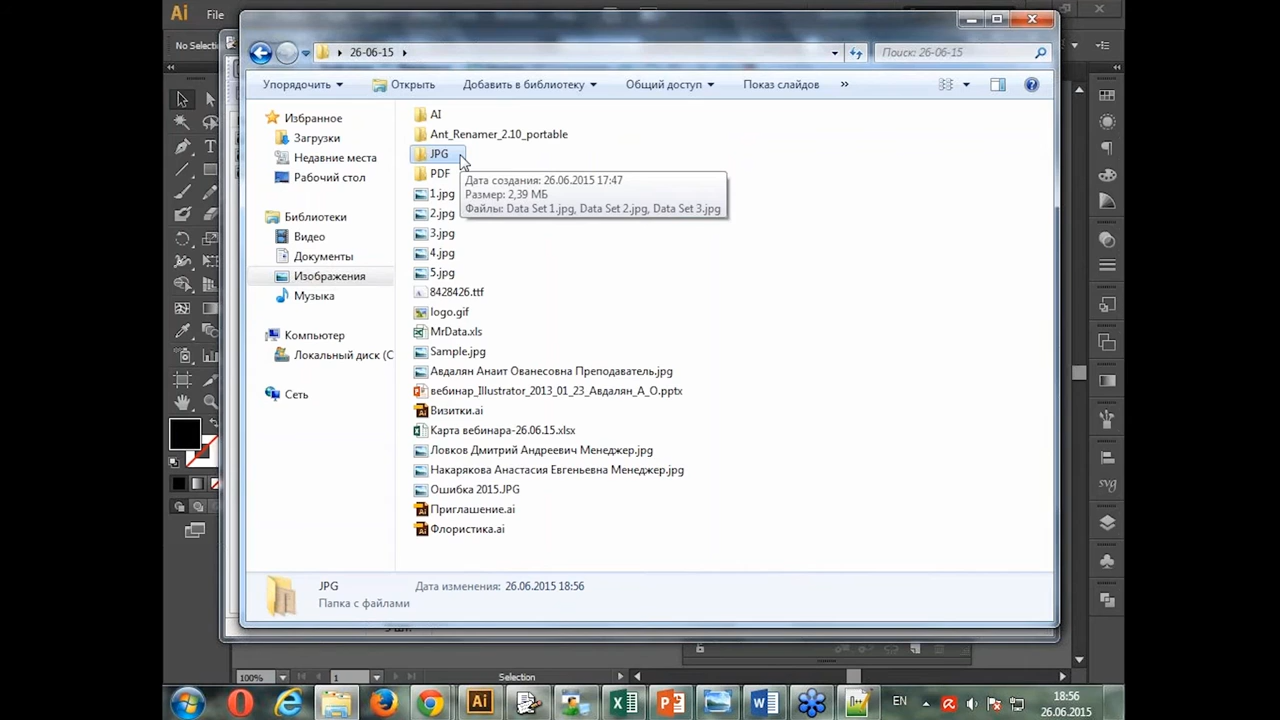 Ai File
No Selecti
26-06-15
Поиск: 26-06-15
Упорядочить Открыть Добавить в библиотеку Общий доступ Показ слайдов »
Избранное
Загрузки
Недавние места
Рабочий стол
Библиотеки
Видео
Документы
Изображения
Музыка
Компьютер
Локальный диск (C
Сеть
AI
Ant_Renamer_2.10_portable
JPG
PDF
1.jpg
2.jpg
3.jpg
4.jpg
5.jpg
8428426.ttf
logo.gif
MrData.xls
Sample.jpg
Авдалян Анаит Ованесовна Преподаватель.jpg
вебинар_Illustrator_2013_01_23_Авдалян_А_О.pptx
Визитки.ai
Карта вебинара-26.06.15.xlsx
Ловков Дмитрий Андреевич Менеджер.jpg
Накарякова Анастасия Евгеньевна Менеджер.jpg
Ошибка 2015.JPG
Приглашение.ai
Флористика.ai
Дата создания: 26.06.2015 17:47
Размер: 2,39 МБ
Файлы: Data Set 1.jpg, Data Set 2.jpg, Data Set 3.jpg
JPG Дата изменения: 26.06.2015 18:56
Папка с файлами
svg
100% 1 Selection
Ai
EN
18:56
26.06.2015